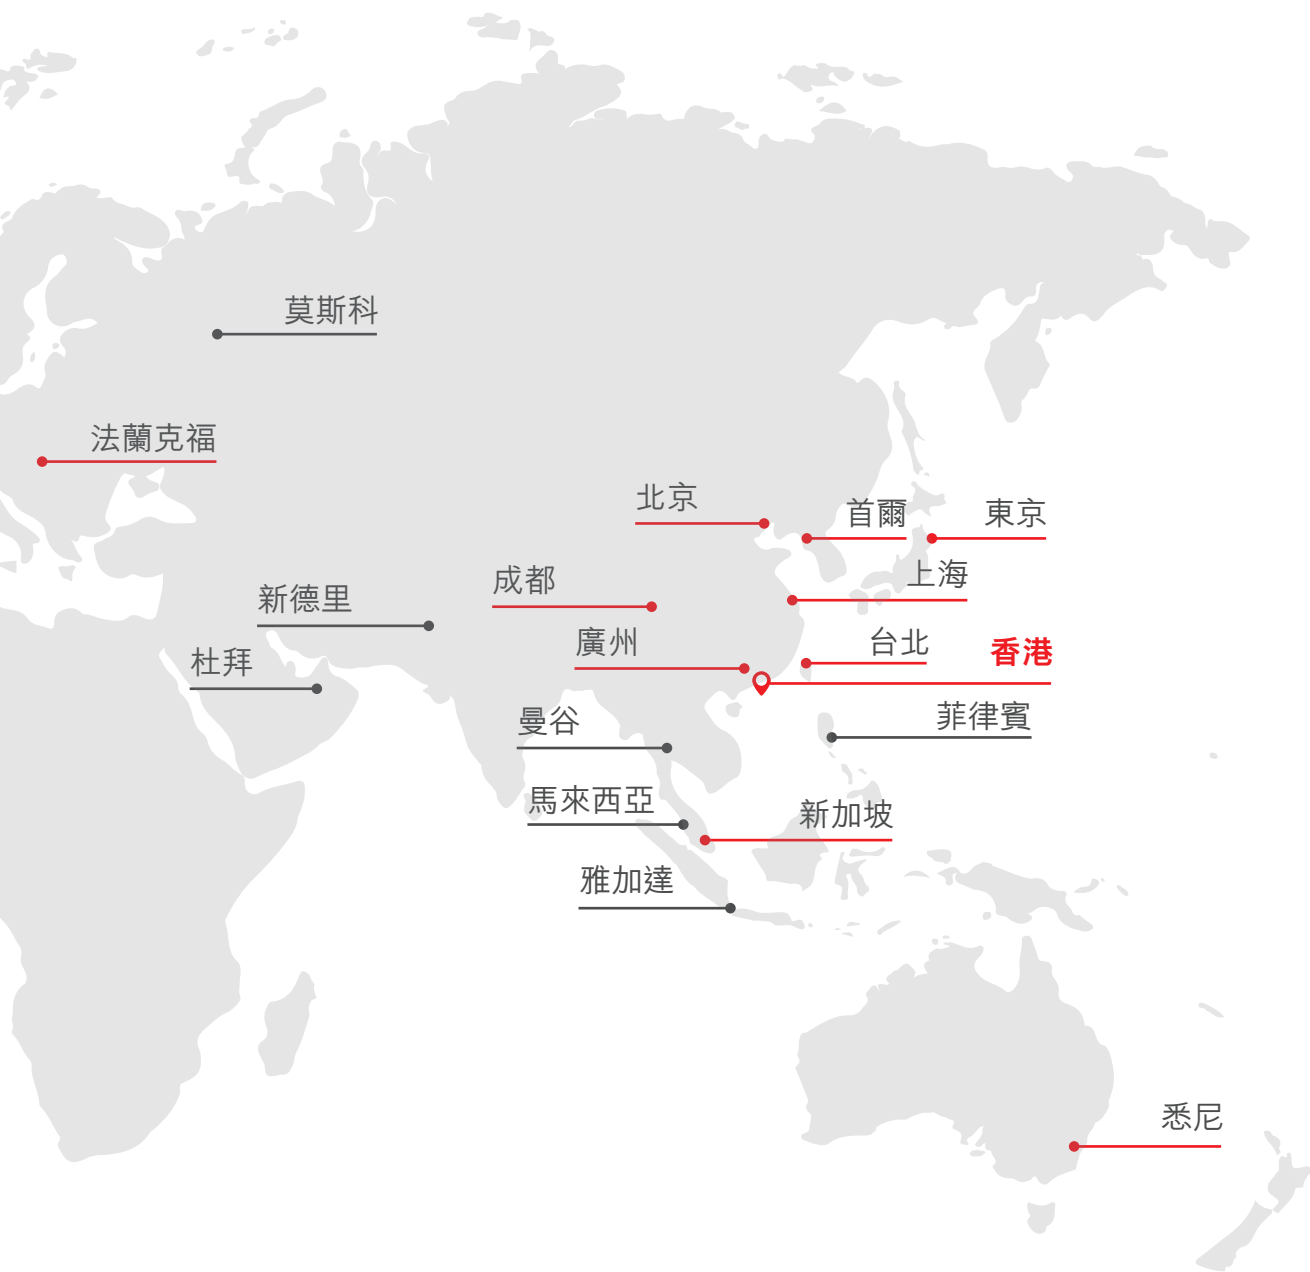 莫斯科
法蘭克福
北京
首爾
東京
上海
成都
新德里
廣州
台北
香港
杜拜
菲律賓
曼谷
馬來西亞
新加坡
雅加達
悉尼